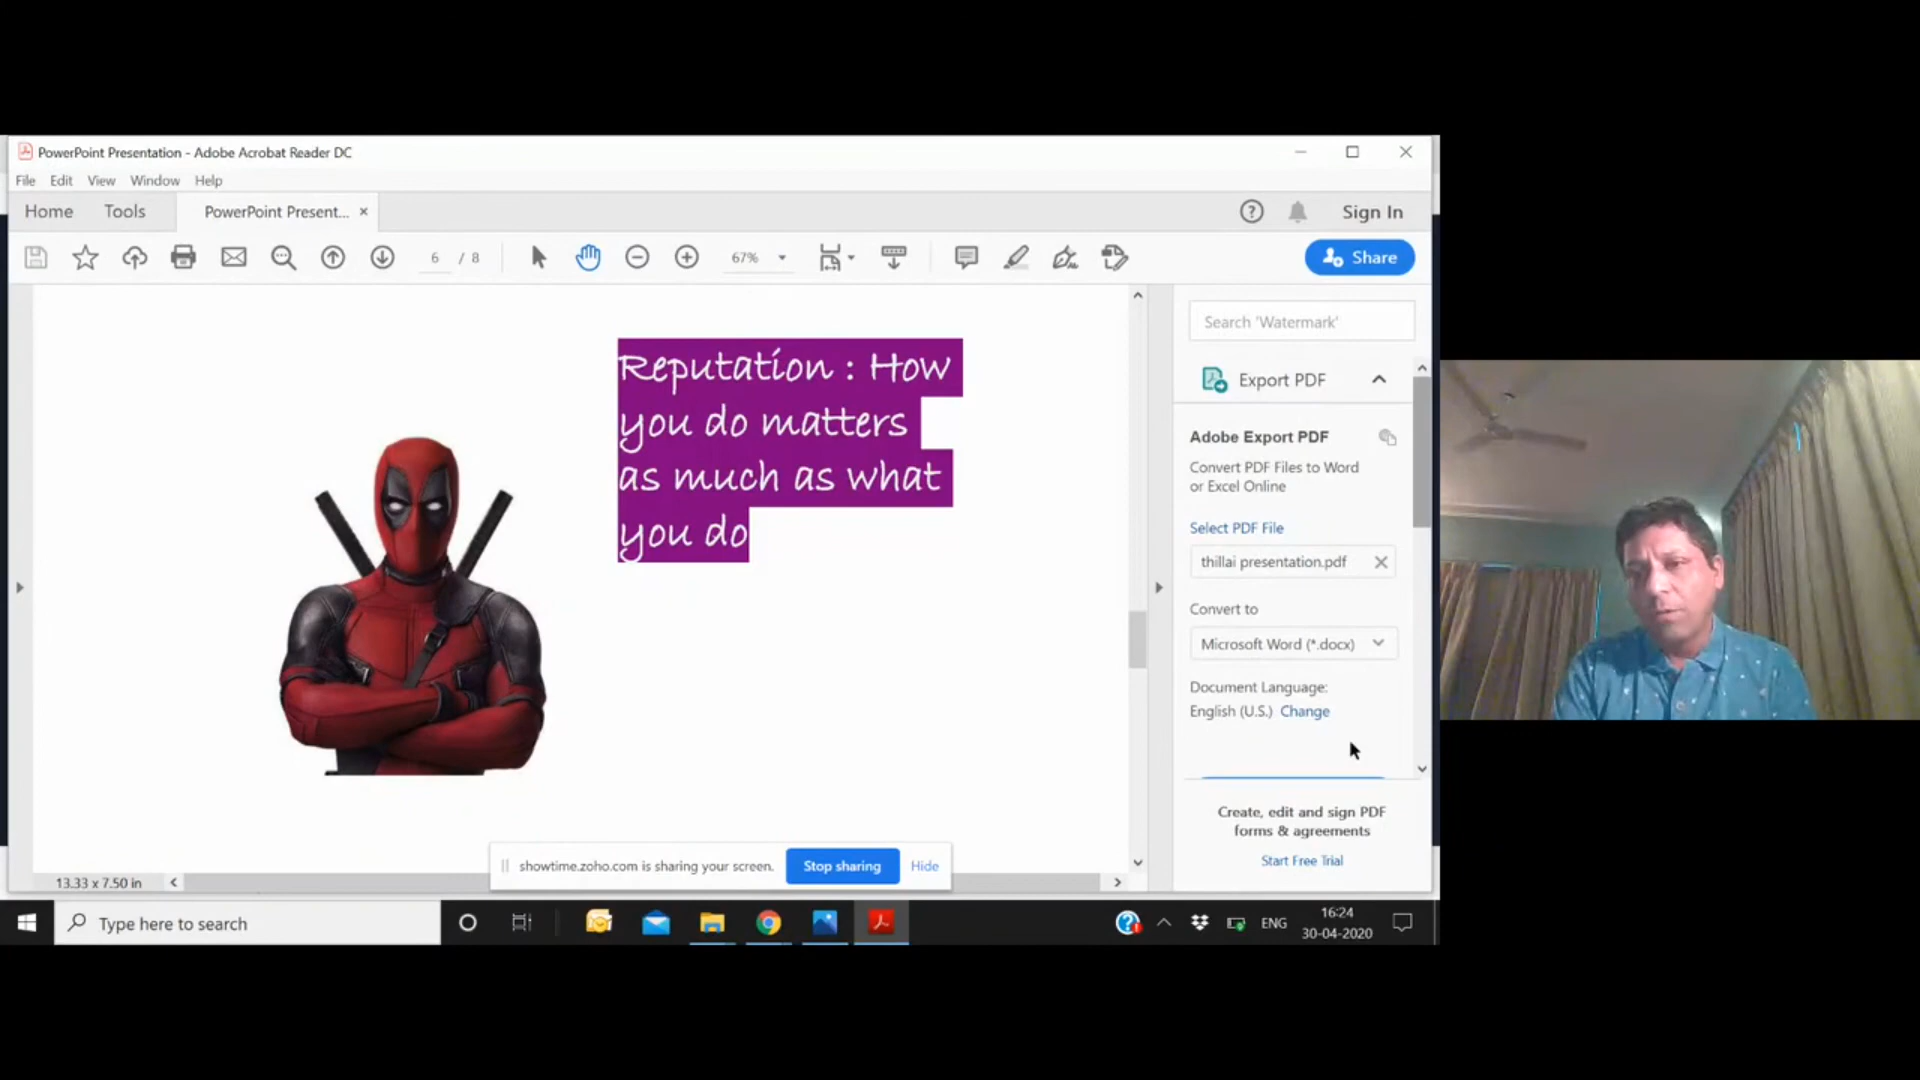 PowerPoint Presentation - Adobe Acrobat Reader DC
File Edit View Window Help
Home Tools PowerPoint Present... ×
Sign In
6 / 8
67%
Share
Reputation : How
you do matters
as much as what
you do
Search 'Watermark'
Export PDF
Adobe Export PDF
Convert PDF Files to Word
or Excel Online
Select PDF File
thillai presentation.pdf
Convert to
Microsoft Word (*.docx)
Document Language:
English (U.S.) Change
Create, edit and sign PDF
forms & agreements
Start Free Trial
showtime.zoho.com is sharing your screen. Stop sharing Hide
13.33 x 7.50 in
Type here to search
ENG
16:24
30-04-2020